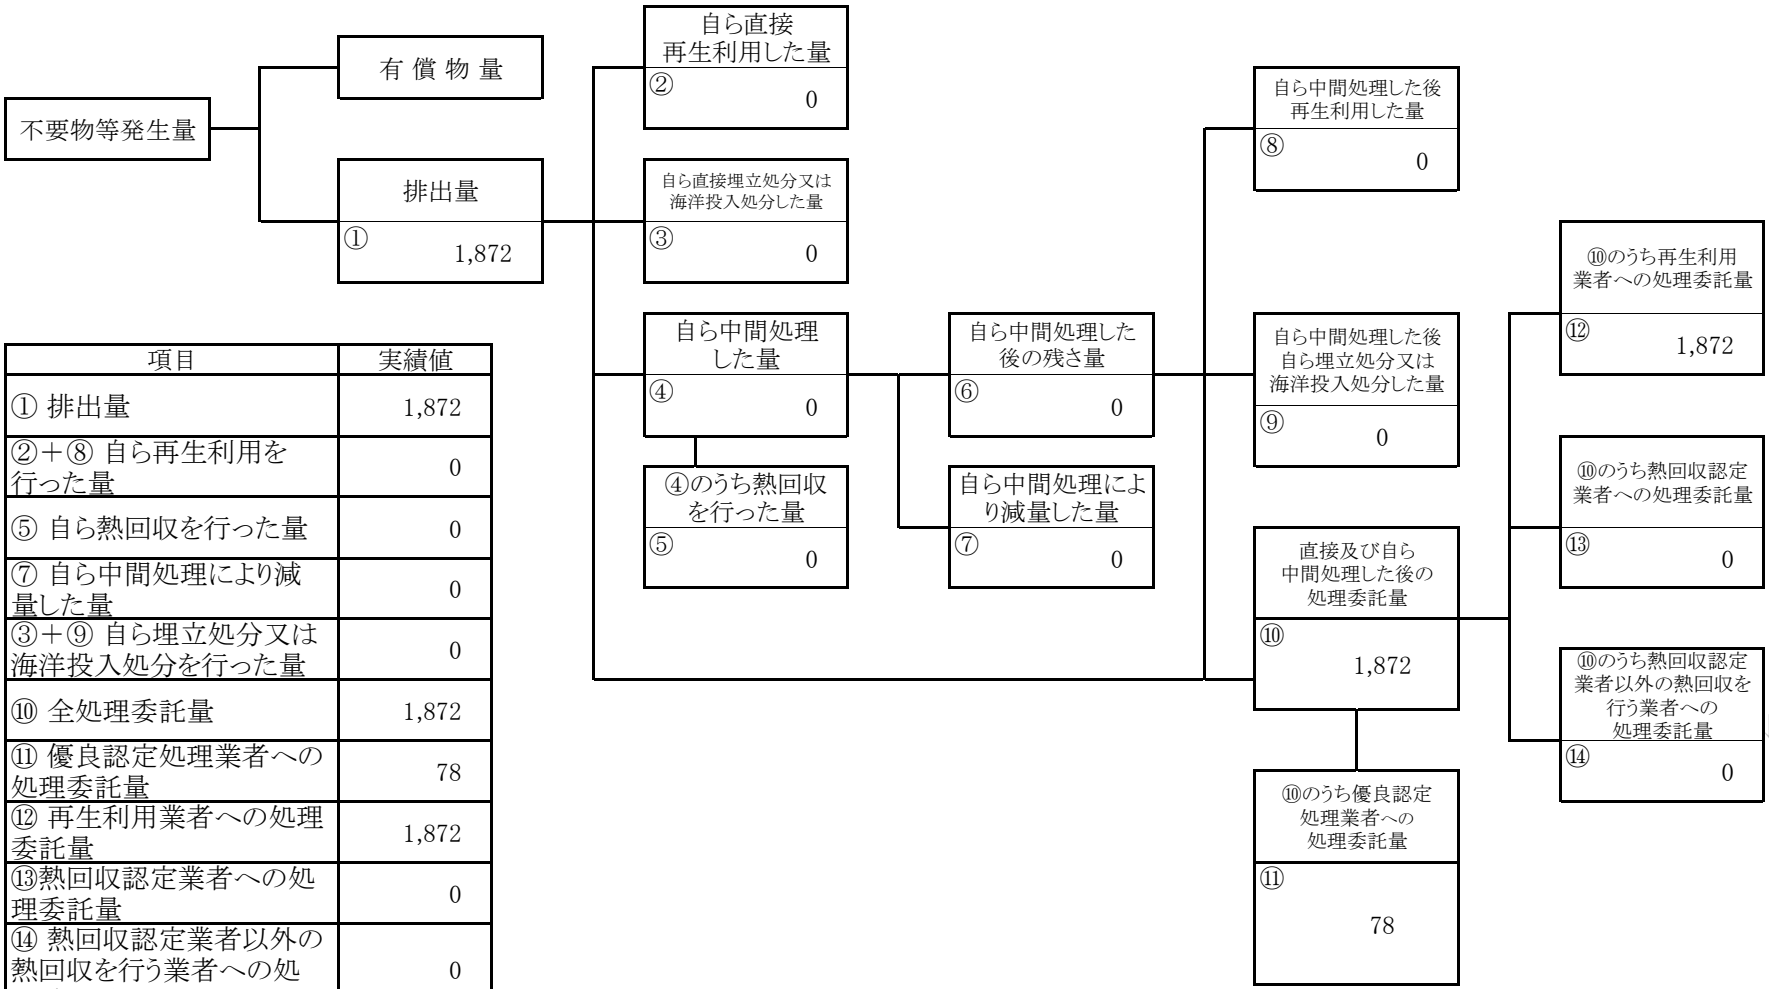 不要物等発生量
有 償 物 量
排出量
①
1,872
自ら直接
再生利用した量
②
0
自ら直接埋立処分又は
海洋投入処分した量
③
0
自ら中間処理
した量
④
0
④のうち熱回収
を行った量
⑤
0
自ら中間処理した
後の残さ量
⑥
0
自ら中間処理によ
り減量した量
⑦
0
自ら中間処理した後
再生利用した量
⑧
0
自ら中間処理した後
自ら埋立処分又は
海洋投入処分した量
⑨
0
直接及び自ら
中間処理した後の
処理委託量
⑩
1,872
⑩のうち優良認定
処理業者への
処理委託量
⑪
78
⑩のうち再生利用
業者への処理委託量
⑫
1,872
⑩のうち熱回収認定
業者への処理委託量
⑬
0
⑩のうち熱回収認定
業者以外の熱回収を
行う業者への
処理委託量
⑭
0
項目 実績値
① 排出量 1,872
②＋⑧ 自ら再生利用を
行った量 0
⑤ 自ら熱回収を行った量 0
⑦ 自ら中間処理により減
量した量 0
③＋⑨ 自ら埋立処分又は
海洋投入処分を行った量 0
⑩ 全処理委託量 1,872
⑪ 優良認定処理業者への
処理委託量 78
⑫ 再生利用業者への処理
委託量 1,872
⑬熱回収認定業者への処
理委託量 0
⑭ 熱回収認定業者以外の
熱回収を行う業者への処 0